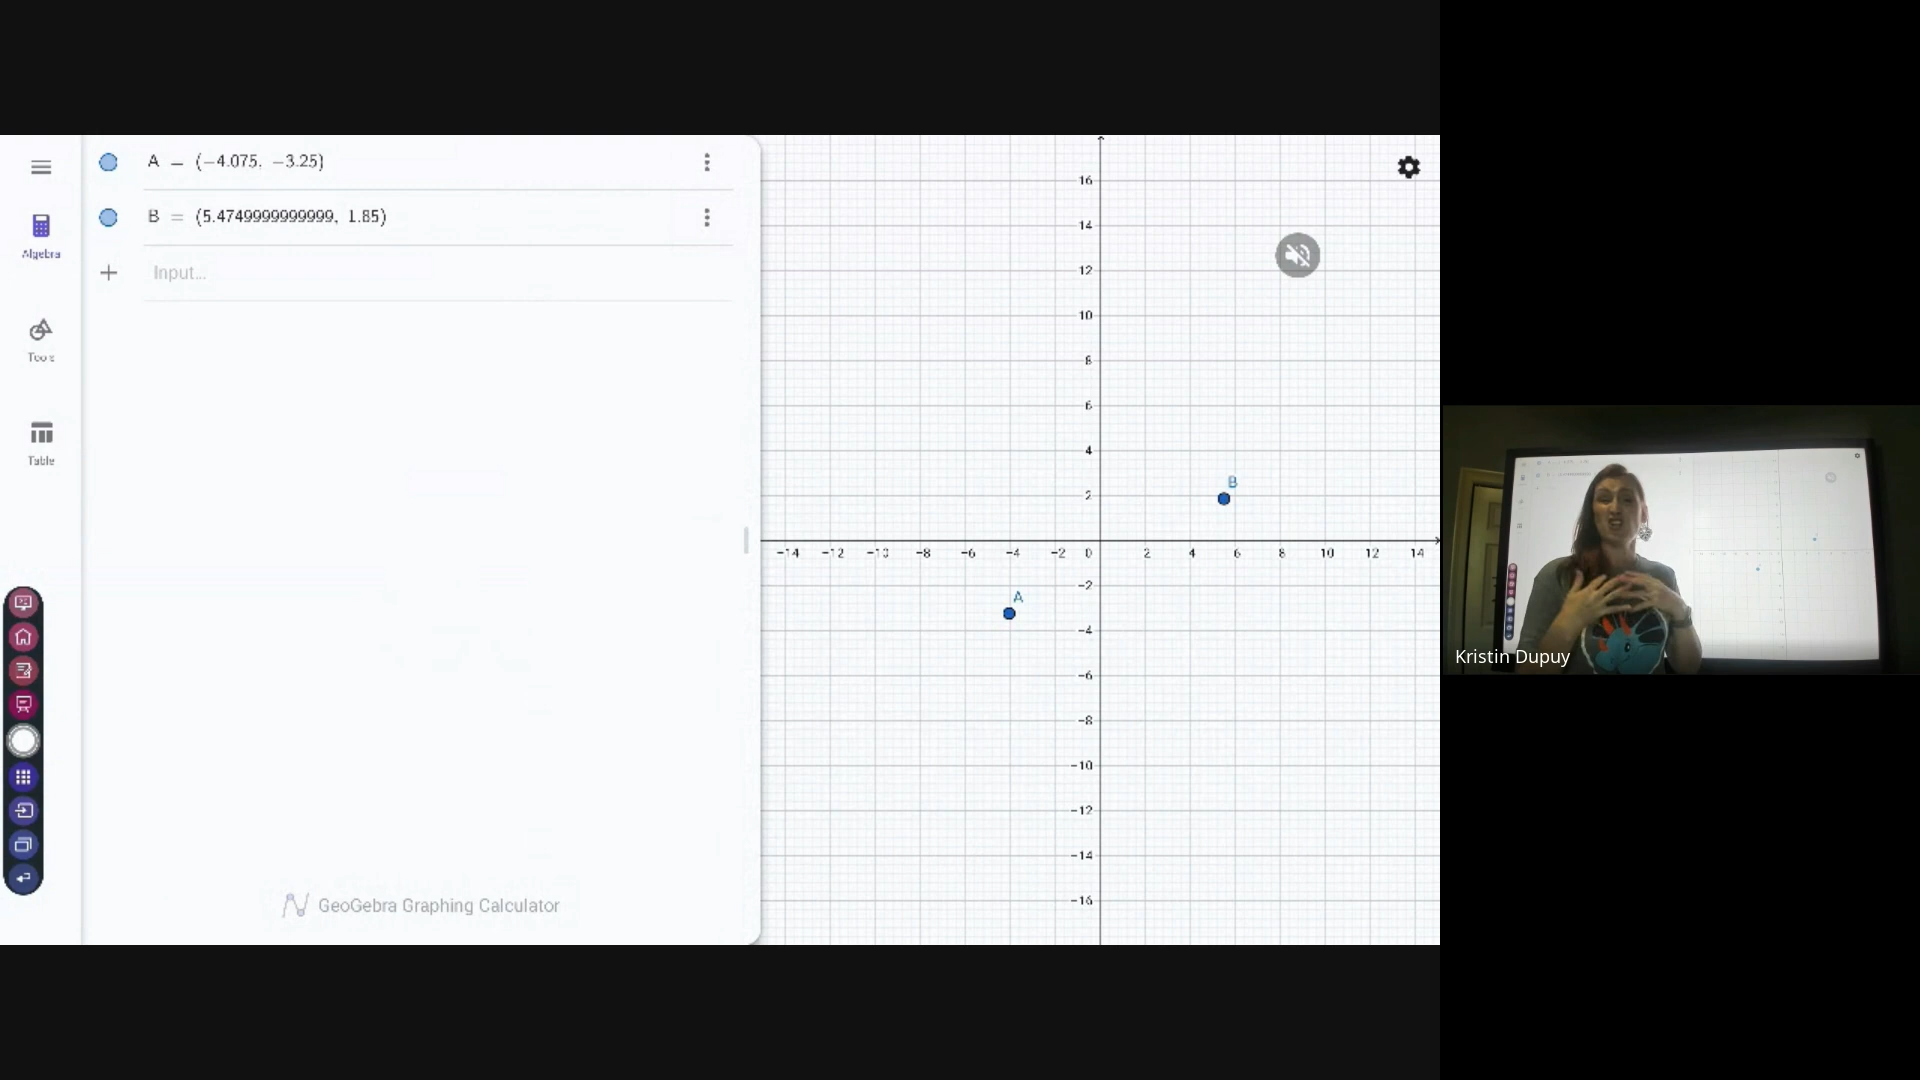 A = (−4.075, −3.25)
B = (5.4749999999999, 1.85)
Input...
Algebra
Tools
Table
GeoGebra Graphing Calculator
16
14
12
10
8
6
4
2
−14 −12 −10 −8 −6 −4 −2 0 2 4 6 8 10 12 14
−2
−4
−6
−8
−10
−12
−14
−16
B
A
Kristin Dupuy